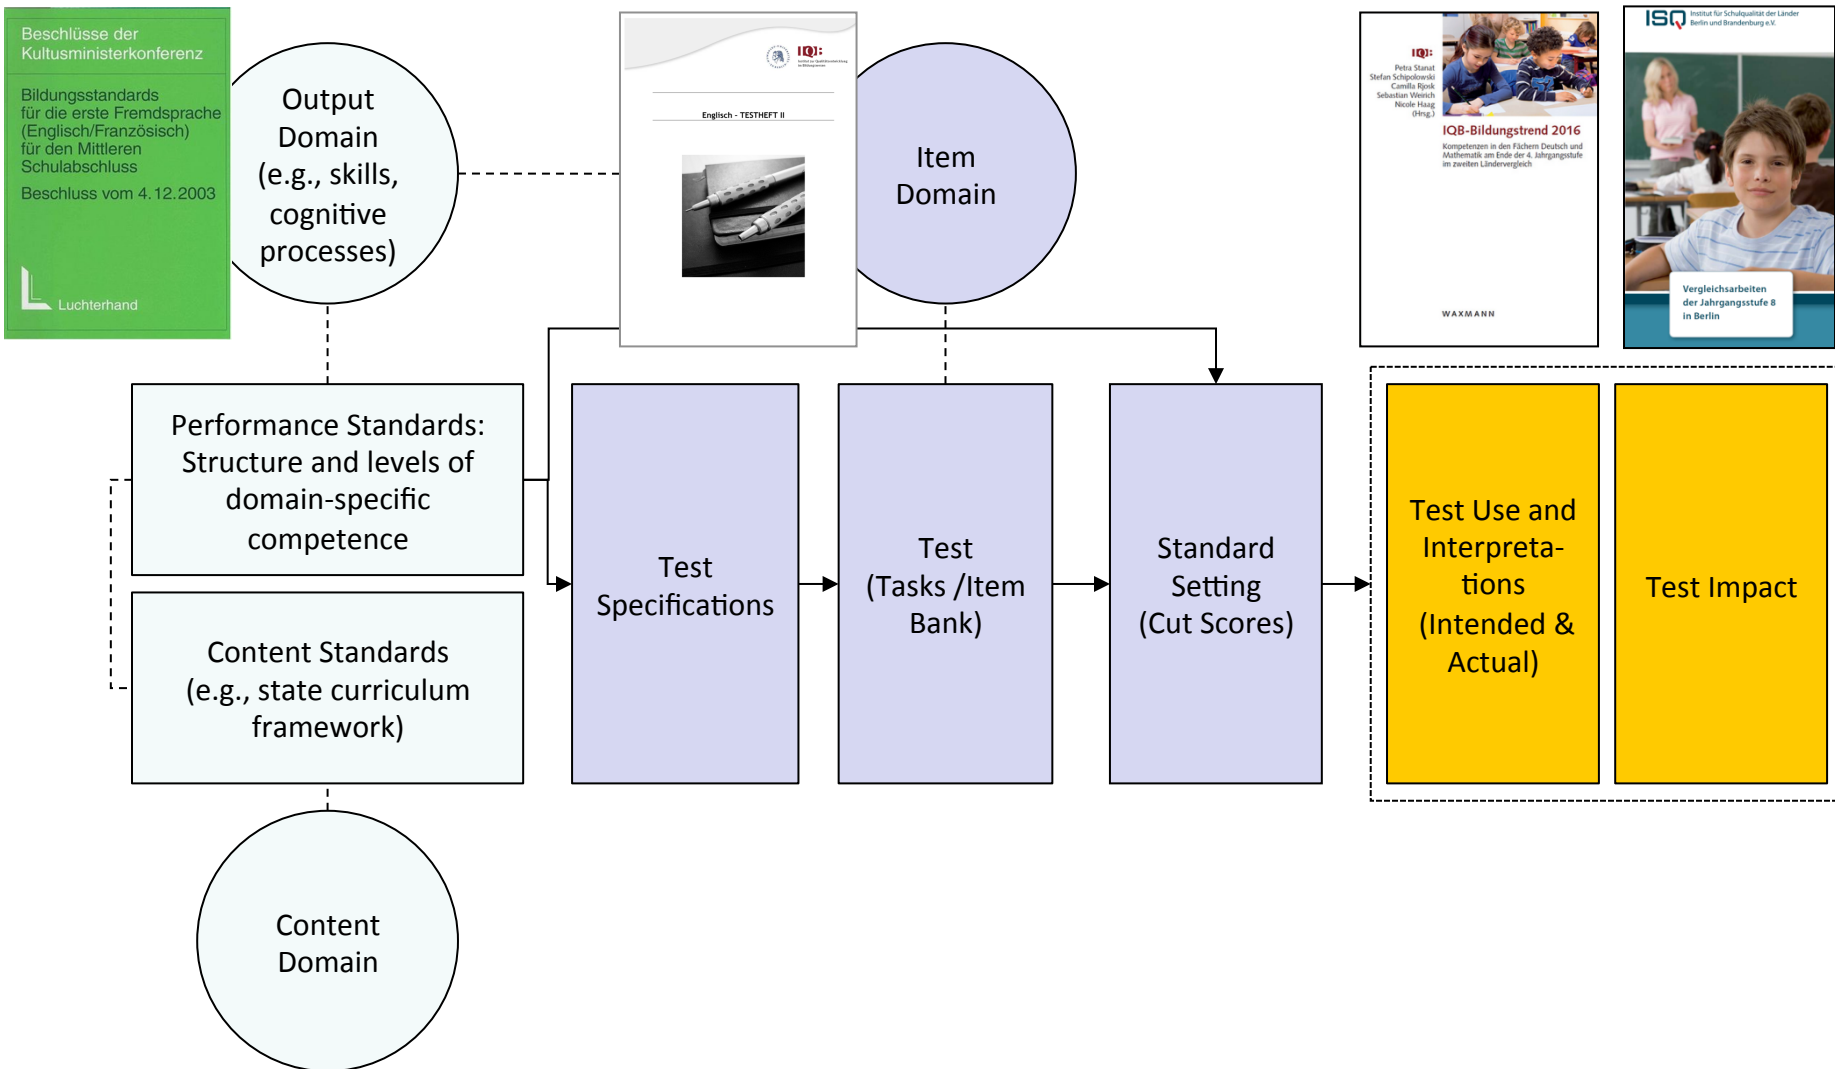 Beschlüsse der
Kultusministerkonferenz
Bildungsstandards
für die erste Fremdsprache
(Englisch/Französisch)
für den Mittleren
Schulabschluss
Beschluss vom 4.12.2003
Luchterhand
Output
Domain
(e.g., skills,
cognitive
processes)
IQB:
Englisch - TESTHEFT II
Item
Domain
IQB:
Petra Stanat
Stefan Schipolowski
Camilla Rjosk
Sebastian Weirich
Nicole Haag
(Hrsg.)
IQB-Bildungstrend 2016
Kompetenzen in den Fächern Deutsch und
Mathematik am Ende der 4. Jahrgangsstufe
im zweiten Ländervergleich
WAXMANN
ISQ Institut für Schulqualität der Länder
Berlin und Brandenburg e.V.
Vergleichsarbeiten
der Jahrgangsstufe 8
in Berlin
Performance Standards:
Structure and levels of
domain-specific
competence
Content Standards
(e.g., state curriculum
framework)
Test
Specifications
Test
(Tasks /Item
Bank)
Standard
Setting
(Cut Scores)
Test Use and
Interpreta-
tions
(Intended &
Actual)
Test Impact
Content
Domain